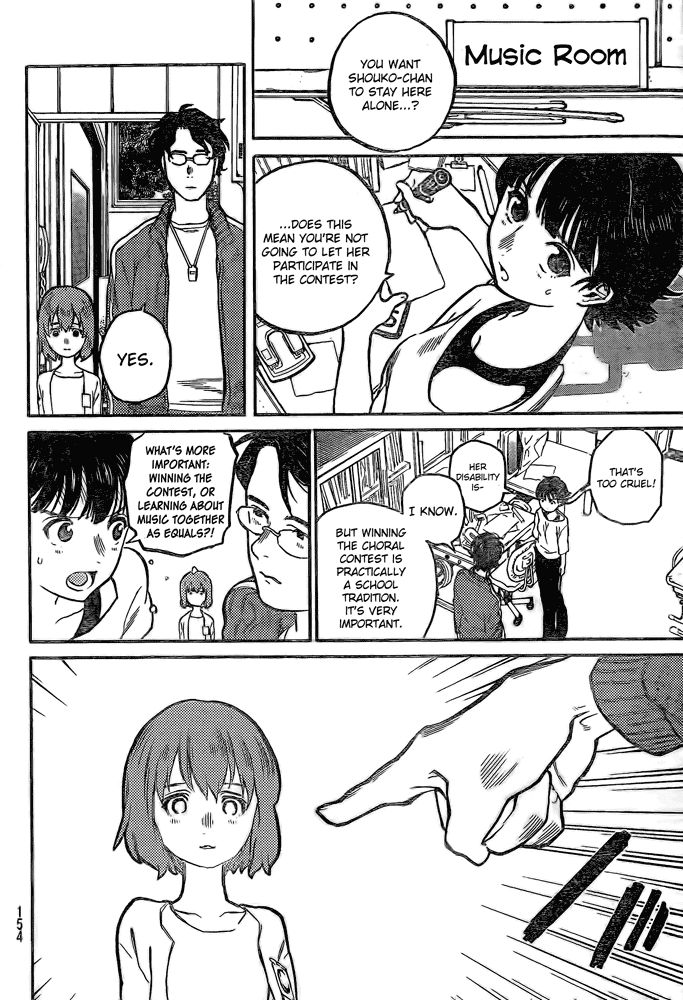 Music Room
YOU WANT
SHOUKO-CHAN
TO STAY HERE
ALONE...?
...DOES THIS
MEAN YOU'RE NOT
GOING TO LET HER
PARTICIPATE IN
THE CONTEST?
YES.
THAT'S
TOO CRUEL!
HER
DISABILITY
IS-
I KNOW.
BUT WINNING
THE CHORAL
CONTEST IS
PRACTICALLY
A SCHOOL
TRADITION.
IT'S VERY
IMPORTANT.
WHAT'S MORE
IMPORTANT:
WINNING THE
CONTEST, OR
LEARNING ABOUT
MUSIC TOGETHER
AS EQUALS?!
154